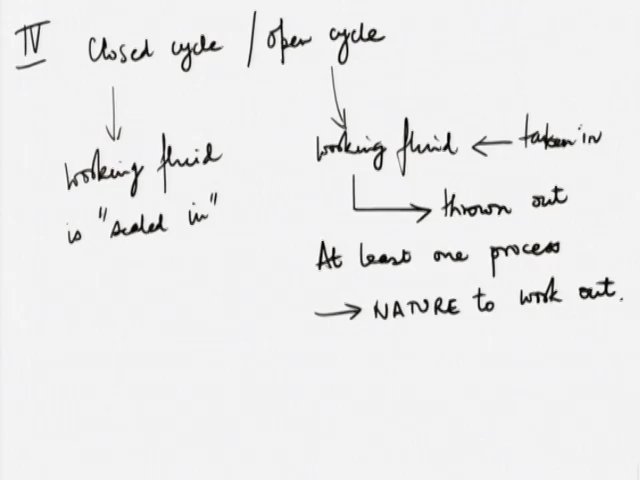 IV Closed cycle / open cycle
Working fluid
is "sealed in"
Working fluid ← taken in
→ thrown out
At least one process
→ NATURE to work out.